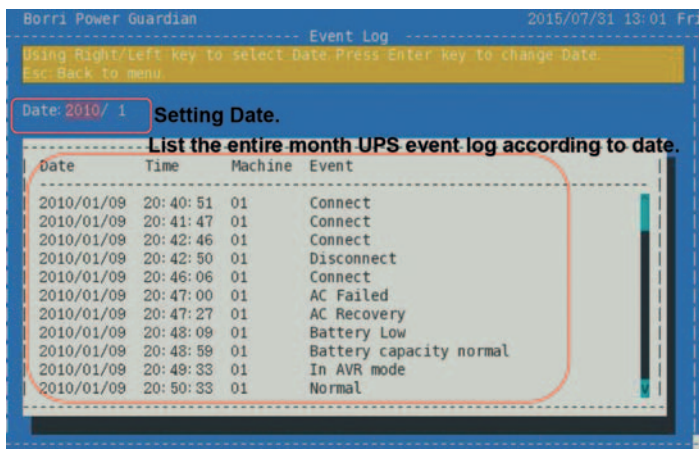 Borri Power Guardian 2015/07/31 13:01 Fri
Event Log
Using Right/Left key to select Date.Press Enter key to change Date.
Esc:Back to menu.
Date:2010/ 1
Setting Date.
List the entire month UPS event log according to date.
Date Time Machine Event
2010/01/09 20:40:51 01 Connect
2010/01/09 20:41:47 01 Connect
2010/01/09 20:42:46 01 Connect
2010/01/09 20:42:50 01 Disconnect
2010/01/09 20:46:06 01 Connect
2010/01/09 20:47:00 01 AC Failed
2010/01/09 20:47:27 01 AC Recovery
2010/01/09 20:48:09 01 Battery Low
2010/01/09 20:48:59 01 Battery capacity normal
2010/01/09 20:49:33 01 In AVR mode
2010/01/09 20:50:33 01 Normal